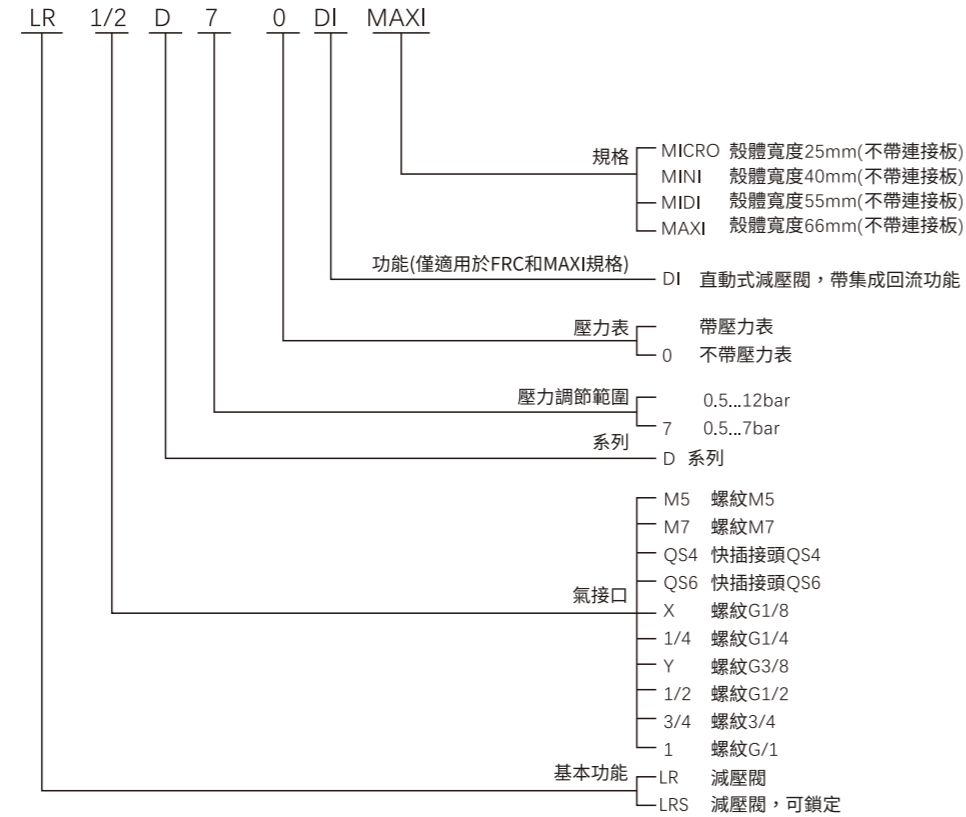 LR 1/2 D 7 0 DI MAXI
規格
MICRO 殼體寬度25mm(不帶連接板)
MINI 殼體寬度40mm(不帶連接板)
MIDI 殼體寬度55mm(不帶連接板)
MAXI 殼體寬度66mm(不帶連接板)
功能(僅適用於FRC和MAXI規格)
DI 直動式減壓閥，帶集成回流功能
壓力表
帶壓力表
0 不帶壓力表
壓力調節範圍
0.5...12bar
7 0.5...7bar
系列
D 系列
氣接口
M5 螺紋M5
M7 螺紋M7
QS4 快插接頭QS4
QS6 快插接頭QS6
X 螺紋G1/8
1/4 螺紋G1/4
Y 螺紋G3/8
1/2 螺紋G1/2
3/4 螺紋3/4
1 螺紋G/1
基本功能
LR 減壓閥
LRS 減壓閥，可鎖定